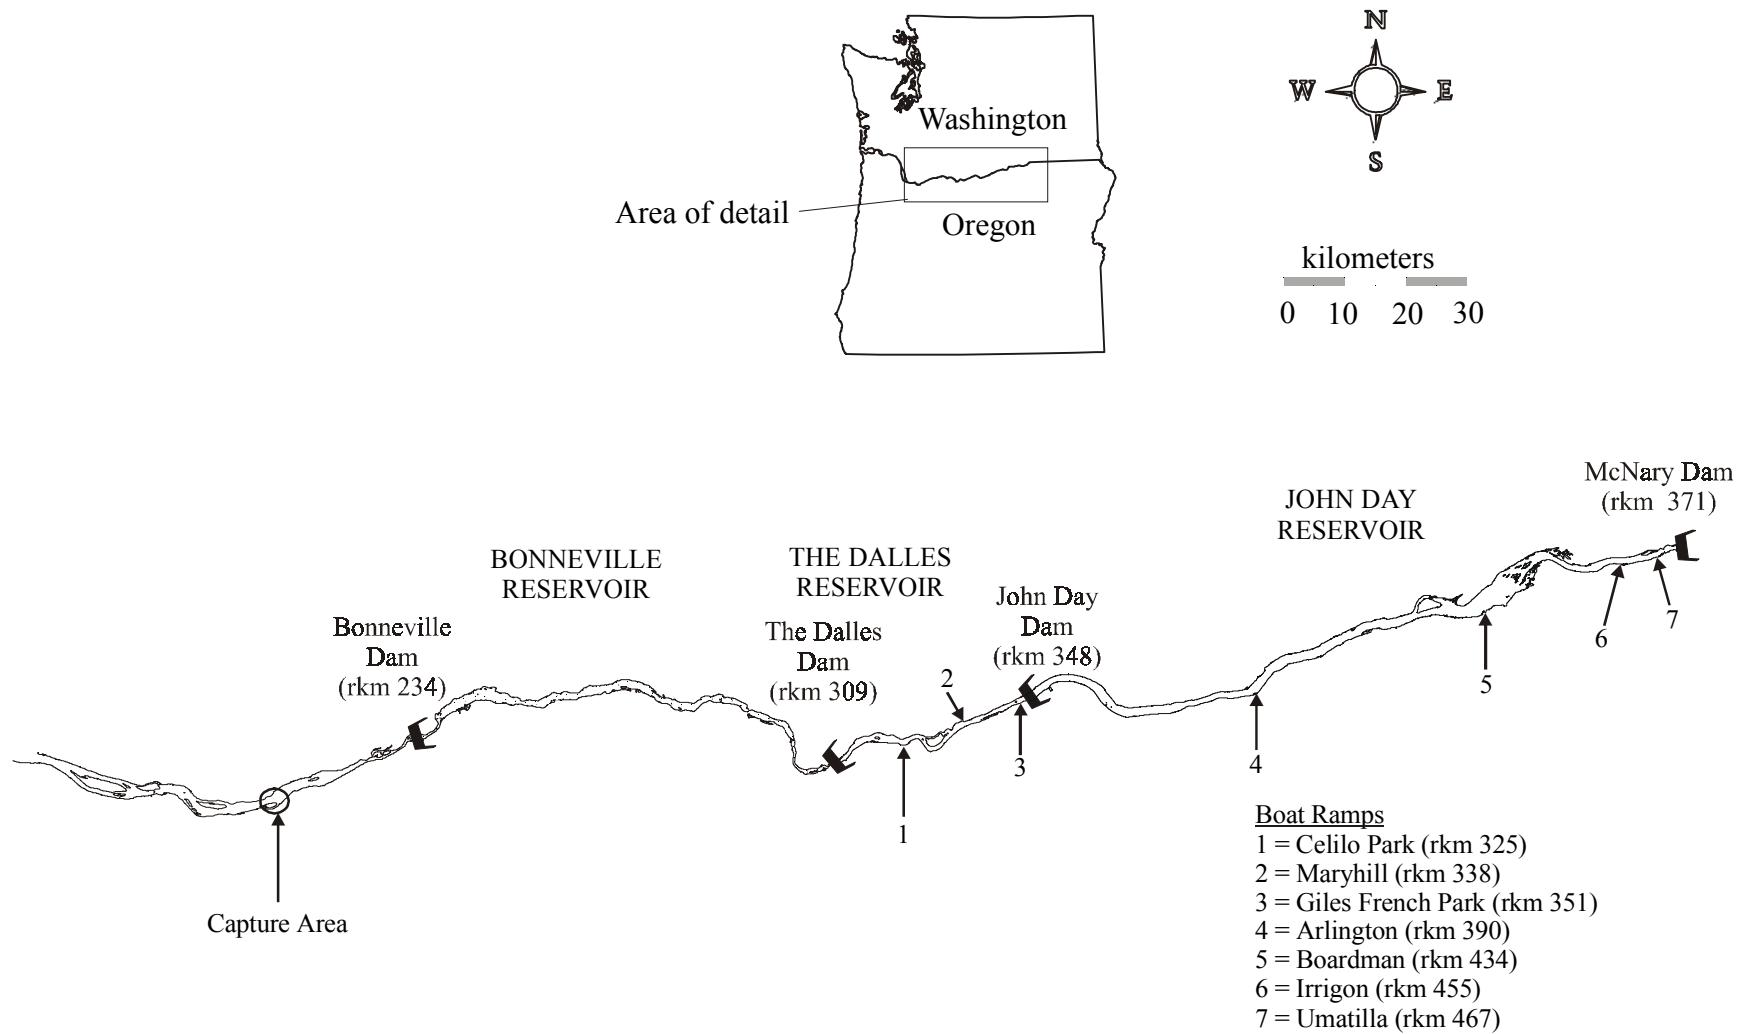 N
W
E
S
Washington
Area of detail
Oregon
kilometers
0 10 20 30
McNary Dam
(rkm 371)
JOHN DAY
RESERVOIR
BONNEVILLE
RESERVOIR
THE DALLES
RESERVOIR
John Day
Dam
(rkm 348)
Bonneville
Dam
(rkm 234)
The Dalles
Dam
(rkm 309)
2
7
6
5
3
4
1
Capture Area
Boat Ramps
1 = Celilo Park (rkm 325)
2 = Maryhill (rkm 338)
3 = Giles French Park (rkm 351)
4 = Arlington (rkm 390)
5 = Boardman (rkm 434)
6 = Irrigon (rkm 455)
7 = Umatilla (rkm 467)